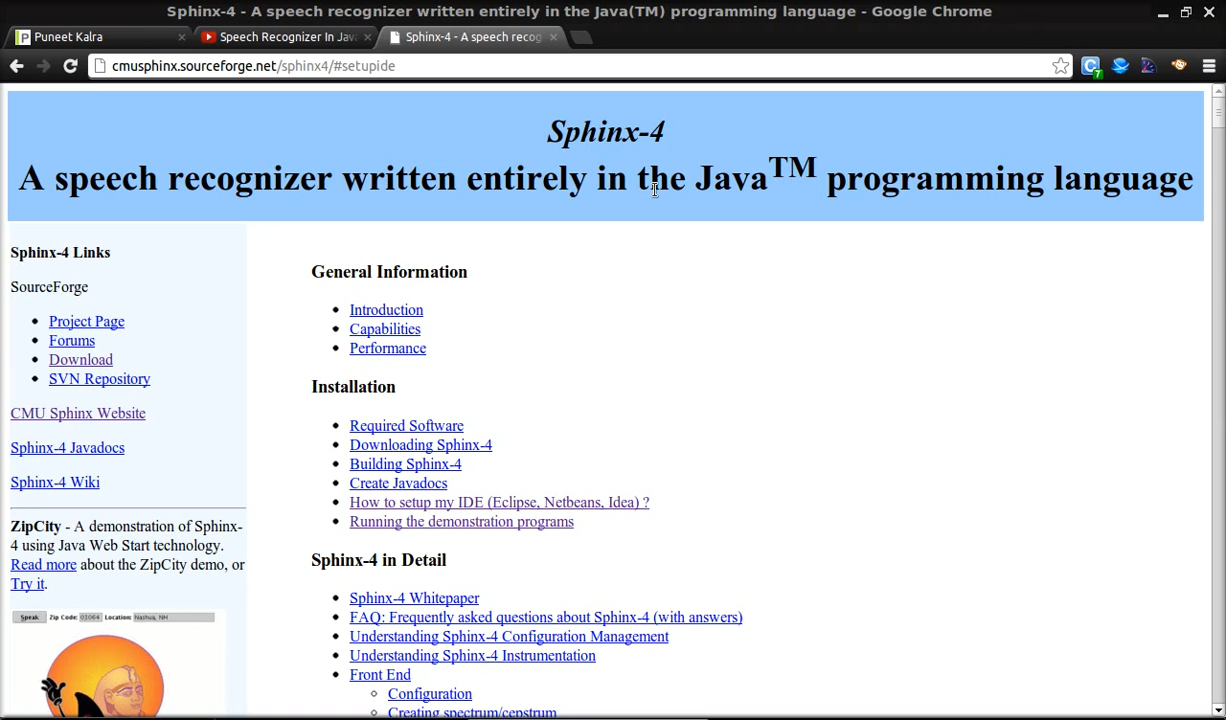 Sphinx-4 - A speech recognizer written entirely in the Java(TM) programming language - Google Chrome
Puneet Kalra
Speech Recognizer In Jav
Sphinx-4 - A speech recog
cmusphinx.sourceforge.net/sphinx4/#setupide
7
Sphinx-4
A speech recognizer written entirely in the Java™ programming language
Sphinx-4 Links
SourceForge
Project Page
Forums
Download
SVN Repository
CMU Sphinx Website
Sphinx-4 Javadocs
Sphinx-4 Wiki
ZipCity - A demonstration of Sphinx-
4 using Java Web Start technology.
Read more about the ZipCity demo, or
Try it.
Speak Zip Code: 03064 Location: Nashua, NH
General Information
Introduction
Capabilities
Performance
Installation
Required Software
Downloading Sphinx-4
Building Sphinx-4
Create Javadocs
How to setup my IDE (Eclipse, Netbeans, Idea) ?
Running the demonstration programs
Sphinx-4 in Detail
Sphinx-4 Whitepaper
FAQ: Frequently asked questions about Sphinx-4 (with answers)
Understanding Sphinx-4 Configuration Management
Understanding Sphinx-4 Instrumentation
Front End
Configuration
Creating spectrum/cepstrum